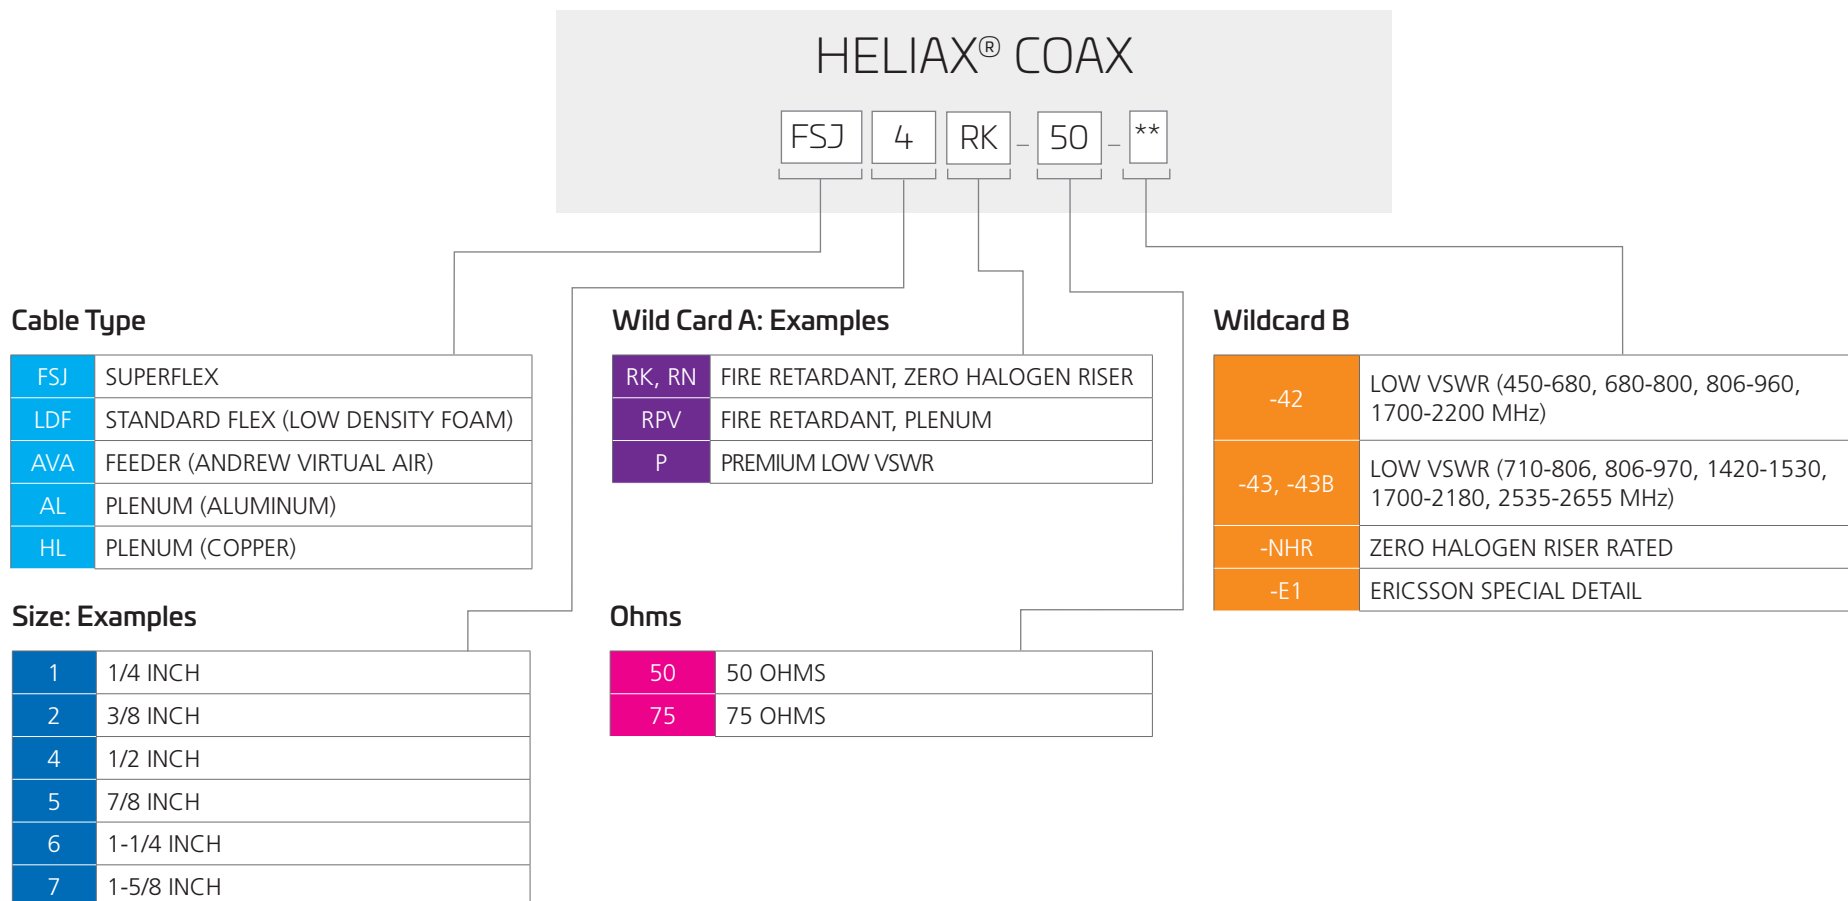 HELIAX® COAX
FSJ 4 RK - 50 - **
Cable Type
FSJ SUPERFLEX
LDF STANDARD FLEX (LOW DENSITY FOAM)
AVA FEEDER (ANDREW VIRTUAL AIR)
AL PLENUM (ALUMINUM)
HL PLENUM (COPPER)
Wild Card A: Examples
RK, RN FIRE RETARDANT, ZERO HALOGEN RISER
RPV FIRE RETARDANT, PLENUM
P PREMIUM LOW VSWR
Wildcard B
-42 LOW VSWR (450-680, 680-800, 806-960,
1700-2200 MHz)
-43, -43B LOW VSWR (710-806, 806-970, 1420-1530,
1700-2180, 2535-2655 MHz)
-NHR ZERO HALOGEN RISER RATED
-E1 ERICSSON SPECIAL DETAIL
Size: Examples
1 1/4 INCH
2 3/8 INCH
4 1/2 INCH
5 7/8 INCH
6 1-1/4 INCH
7 1-5/8 INCH
Ohms
50 50 OHMS
75 75 OHMS